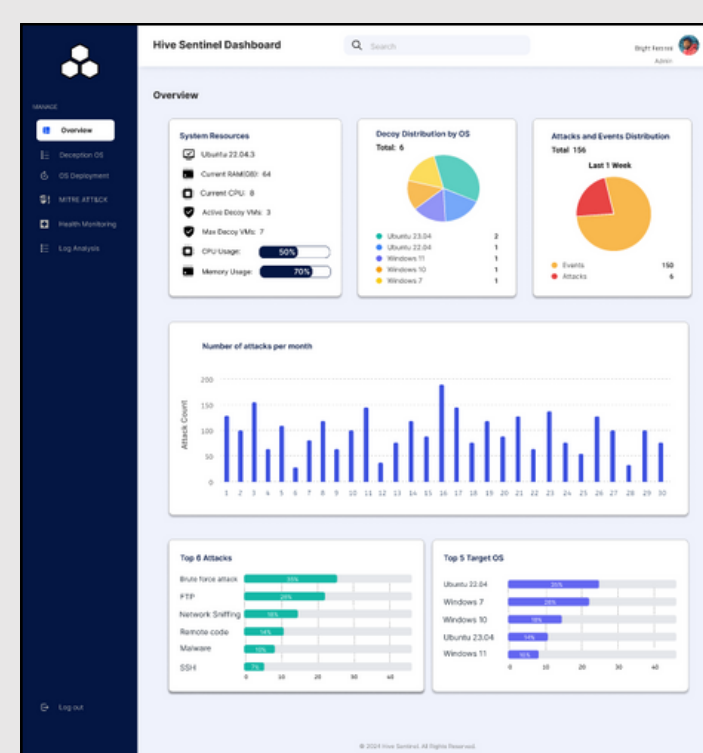 Hive Sentinel Dashboard
Search
Admin
MANAGE
Overview
Deception OS
OS Deployment
MITRE ATT&CK
Health Monitoring
Log Analysis
Log out
Overview
System Resources
Ubuntu 22.04.3
Current RAM(GB): 64
Current CPU: 8
Active Decoy VMs: 3
Max Decoy VMs: 7
CPU Usage: 50%
Memory Usage: 70%
Decoy Distribution by OS
Total: 6
Ubuntu 23.04 2
Ubuntu 22.04 1
Windows 11 1
Windows 10 1
Windows 7 1
Attacks and Events Distribution
Total 156
Last 1 Week
Events 150
Attacks 6
Number of attacks per month
Attack Count
200
150
100
50
0
1 2 3 4 5 6 7 8 9 10 11 12 13 14 15 16 17 18 19 20 21 22 23 24 25 26 27 28 29 30
Top 6 Attacks
Brute force attack
FTP
Network Sniffing 18%
Remote code 14%
Malware 10%
SSH 7%
0 10 20 30 40
Top 5 Target OS
Ubuntu 22.04
Windows 7
Windows 10 18%
Ubuntu 23.04 14%
Windows 11
0 10 20 30 40
© 2024 Hive Sentinel. All Rights Reserved.